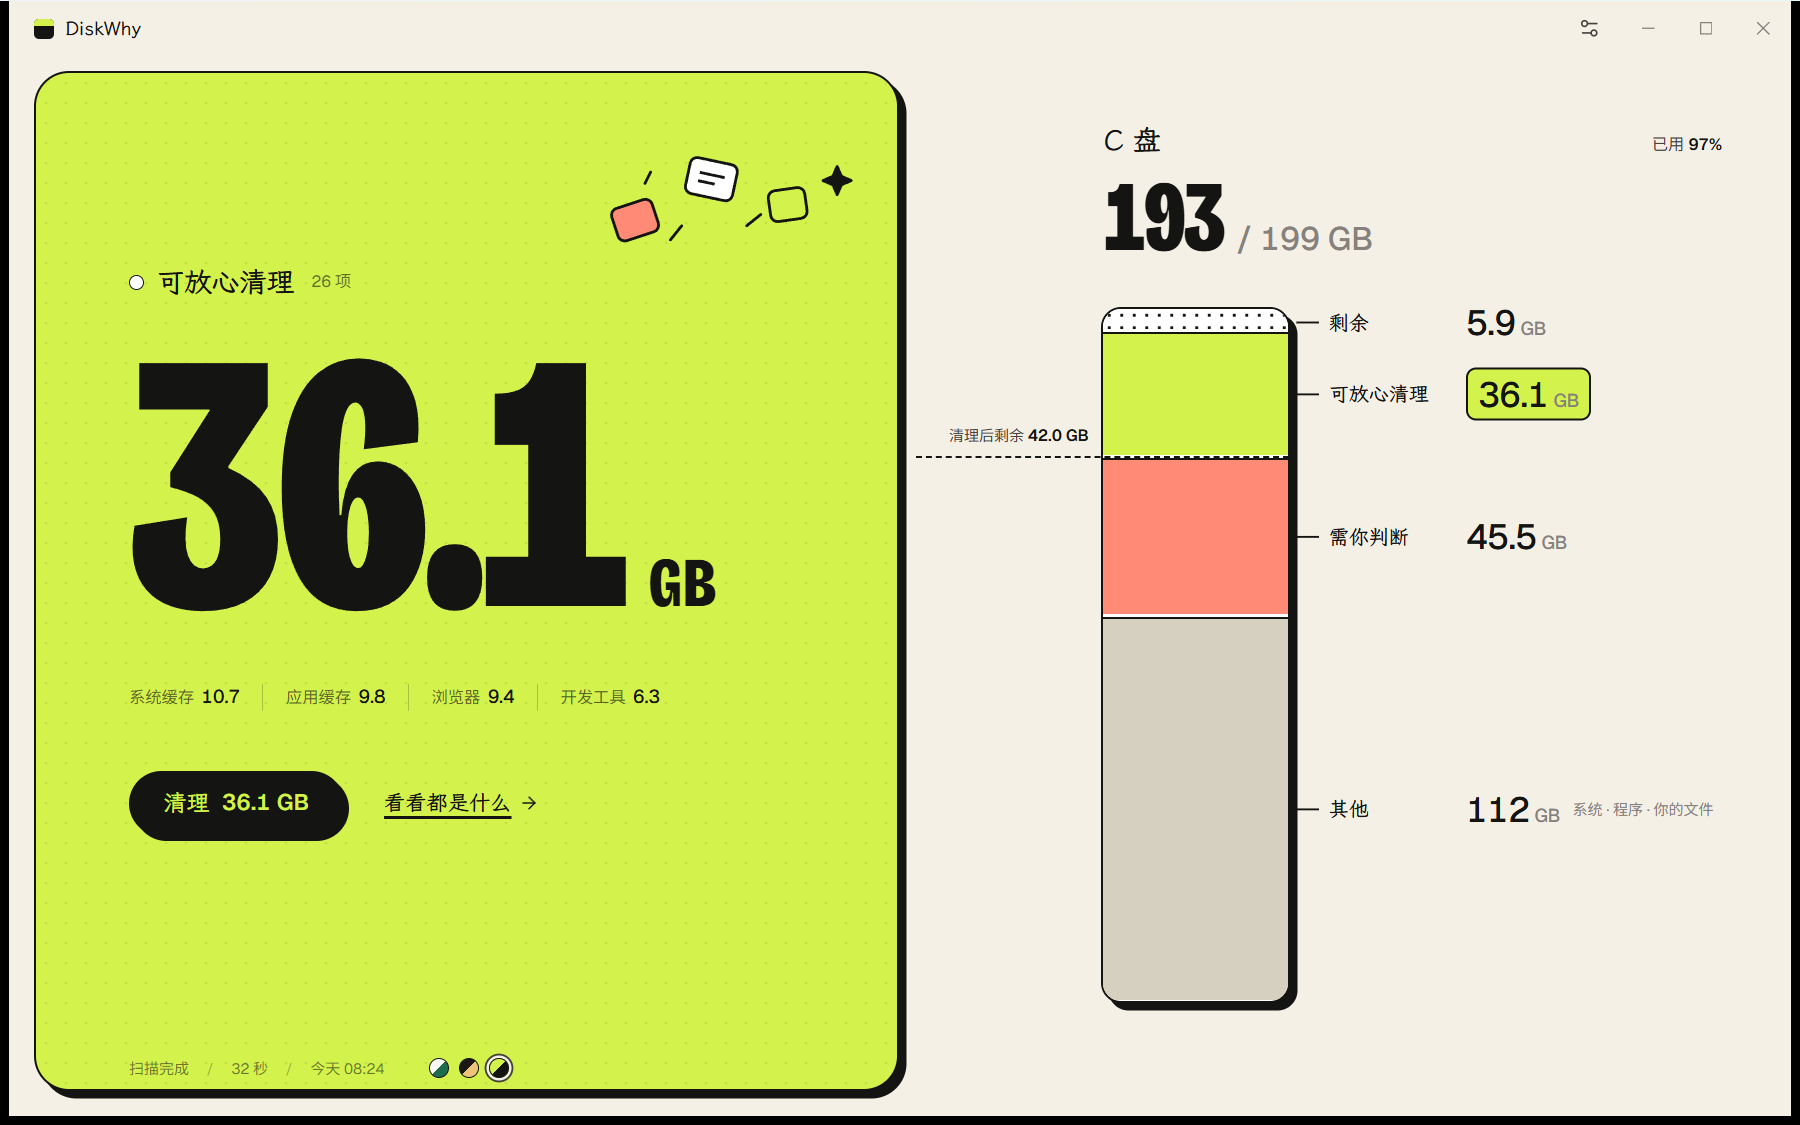 DiskWhy
可放心清理 26 项
36.1 GB
系统缓存 10.7 应用缓存 9.8 浏览器 9.4 开发工具 6.3
清理 36.1 GB 看看都是什么 →
扫描完成 / 32 秒 / 今天 08:24
C 盘 已用 97%
193 / 199 GB
剩余 5.9 GB
可放心清理 36.1 GB
清理后剩余 42.0 GB
需你判断 45.5 GB
其他 112 GB 系统 · 程序 · 你的文件